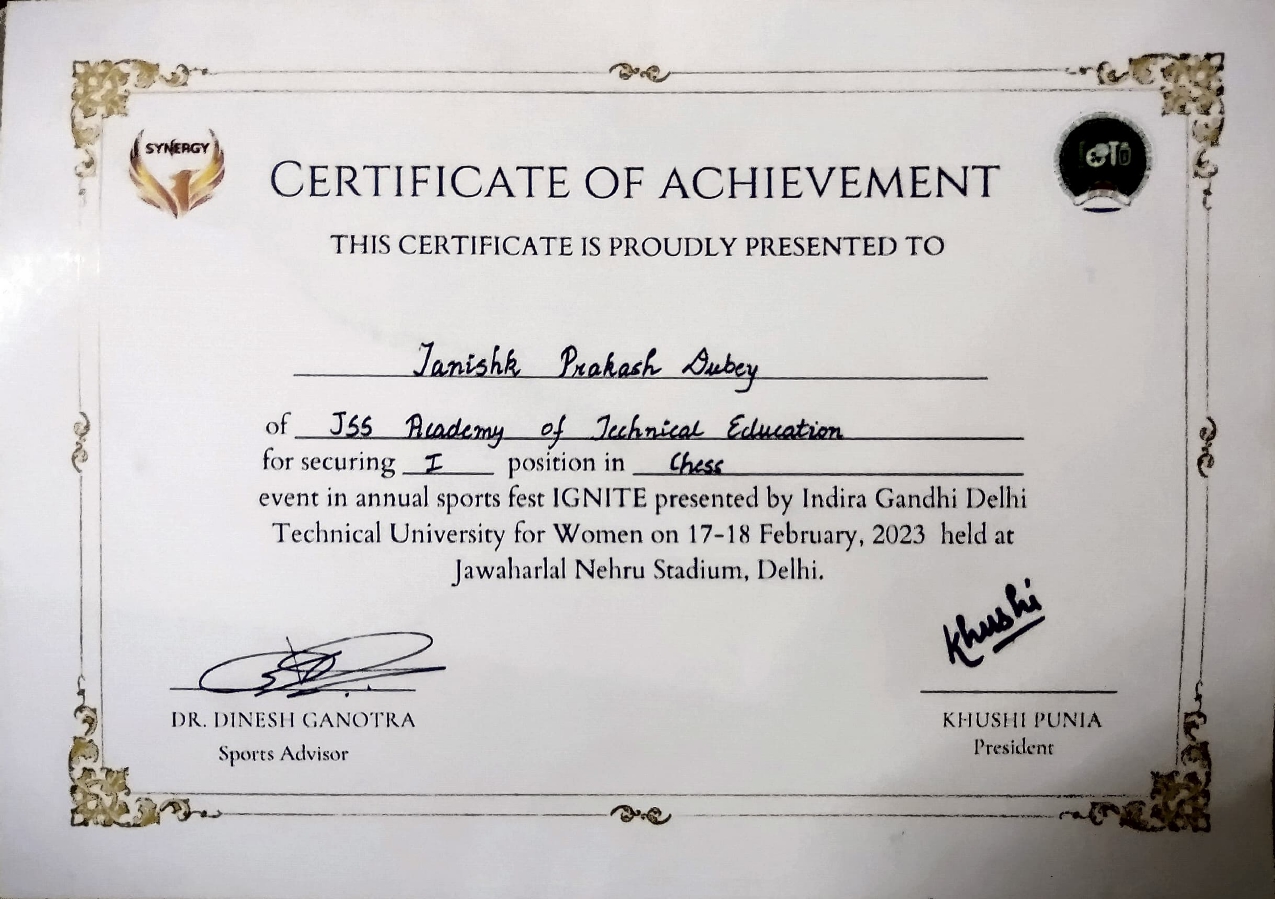 SYNERGY
CERTIFICATE OF ACHIEVEMENT
THIS CERTIFICATE IS PROUDLY PRESENTED TO
Tanishk Prakash Dubey
of JSS Academy of Technical Education
for securing I position in Chess
event in annual sports fest IGNITE presented by Indira Gandhi Delhi
Technical University for Women on 17-18 February, 2023 held at
Jawaharlal Nehru Stadium, Delhi.
Khushi
DR. DINESH GANOTRA
Sports Advisor
KHUSHI PUNIA
President